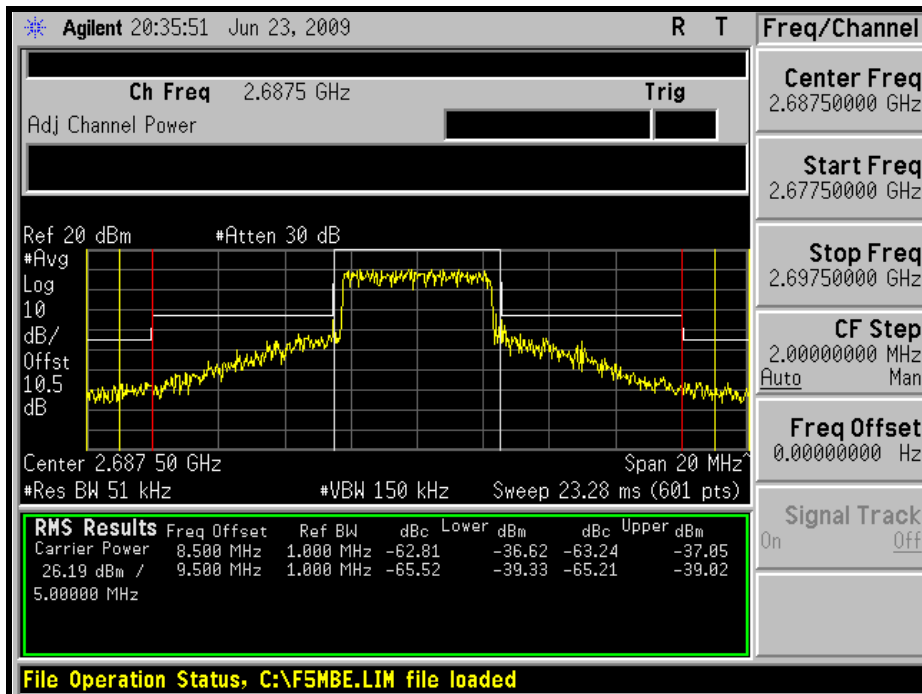 Agilent 20:35:51 Jun 23, 2009 R T
Freq/Channel
Ch Freq 2.6875 GHz Trig
Adj Channel Power
Center Freq
2.68750000 GHz
Start Freq
2.67750000 GHz
Stop Freq
2.69750000 GHz
CF Step
2.00000000 MHz
Auto Man
Freq Offset
0.00000000 Hz
Signal Track
On Off
Ref 20 dBm #Atten 30 dB
#Avg
Log
10
dB/
Offst
10.5
dB
Center 2.687 50 GHz Span 20 MHz^
#Res BW 51 kHz #VBW 150 kHz Sweep 23.28 ms (601 pts)
RMS Results Freq Offset Ref BW dBc Lower dBm dBc Upper dBm
Carrier Power 8.500 MHz 1.000 MHz -62.81 -36.62 -63.24 -37.05
26.19 dBm / 9.500 MHz 1.000 MHz -65.52 -39.33 -65.21 -39.02
5.00000 MHz
File Operation Status, C:\F5MBE.LIM file loaded